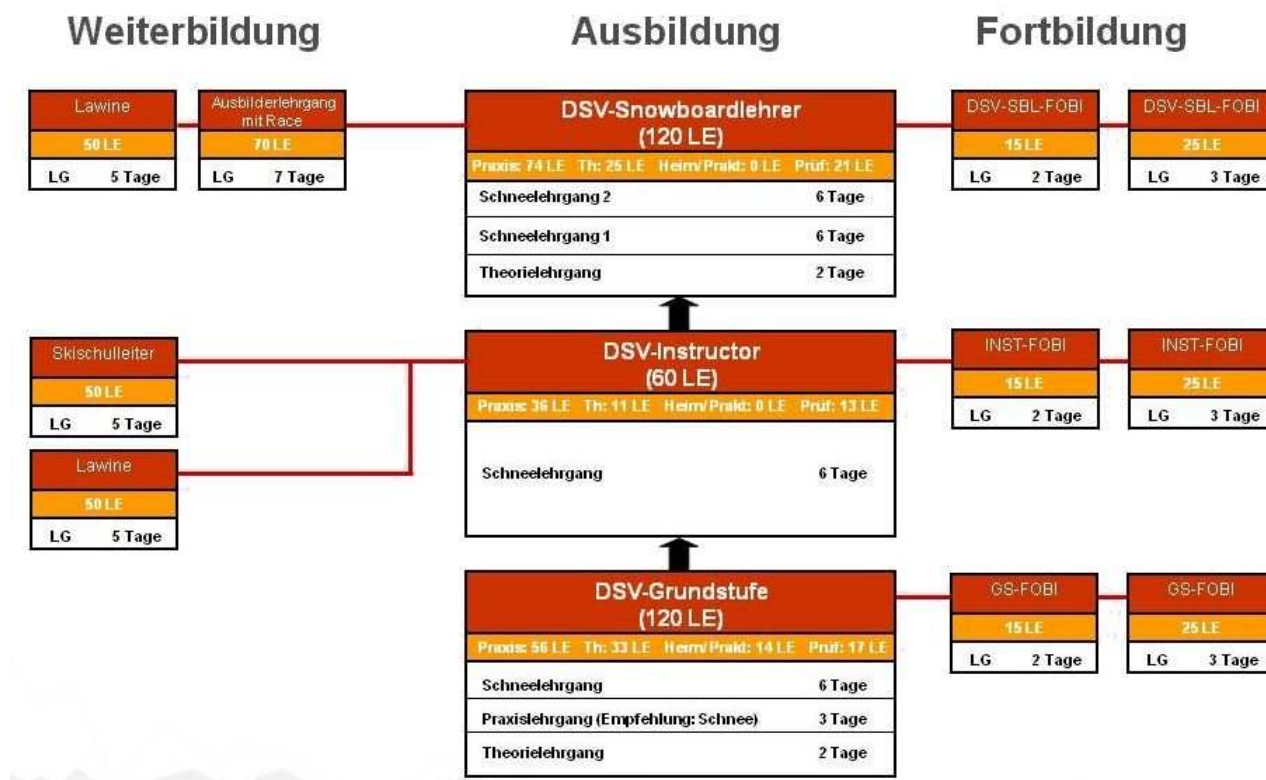 Weiterbildung
Ausbildung
Fortbildung
Lawine
50 LE
LG 5 Tage
Ausbilderlehrgang
mit Race
70 LE
LG 7 Tage
DSV-Snowboardlehrer
(120 LE)
Praxis: 74 LE Th: 25 LE Heim/Prakt: 0 LE Prüf: 21 LE
Schneelehrgang 2 6 Tage
Schneelehrgang 1 6 Tage
Theorielehrgang 2 Tage
DSV-SBL-FOBI
15 LE
LG 2 Tage
DSV-SBL-FOBI
25 LE
LG 3 Tage
Skischulleiter
50 LE
LG 5 Tage
Lawine
50 LE
LG 5 Tage
DSV-Instructor
(60 LE)
Praxis: 36 LE Th: 11 LE Heim/Prakt: 0 LE Prüf: 13 LE
Schneelehrgang 6 Tage
INST-FOBI
15 LE
LG 2 Tage
INST-FOBI
25 LE
LG 3 Tage
DSV-Grundstufe
(120 LE)
Praxis: 56 LE Th: 33 LE Heim/Prakt: 14 LE Prüf: 17 LE
Schneelehrgang 6 Tage
Praxislehrgang (Empfehlung: Schnee) 3 Tage
Theorielehrgang 2 Tage
GS-FOBI
15 LE
LG 2 Tage
GS-FOBI
25 LE
LG 3 Tage